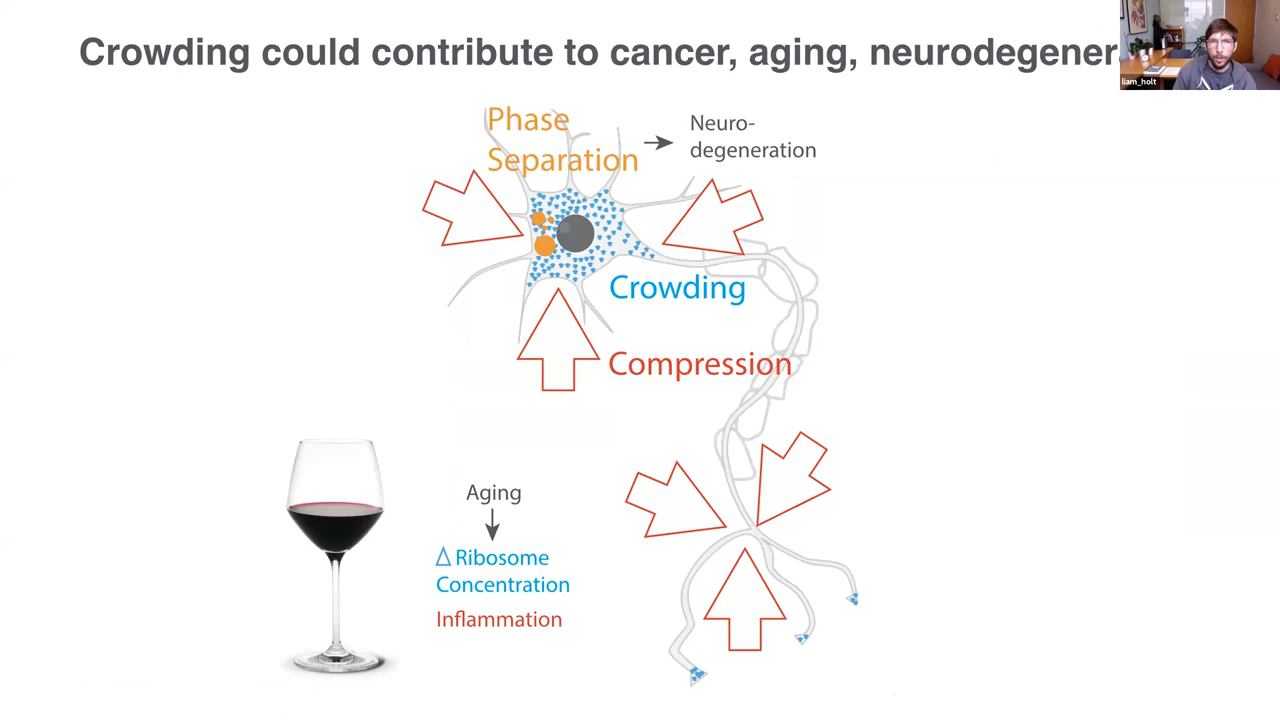 Crowding could contribute to cancer, aging, neurodegener
liam_holt
Phase
Separation
Neuro-
degeneration
Crowding
Compression
Aging
Δ Ribosome
Concentration
Inflammation